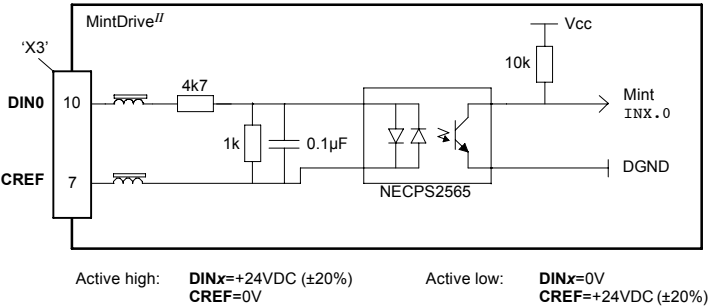 MintDrive II
Vcc
'X3'
10k
4k7
DIN0 10
Mint
INX.0
1k 0.1µF
CREF 7
DGND
NECPS2565
Active high: DINx=+24VDC (±20%)
CREF=0V
Active low: DINx=0V
CREF=+24VDC (±20%)